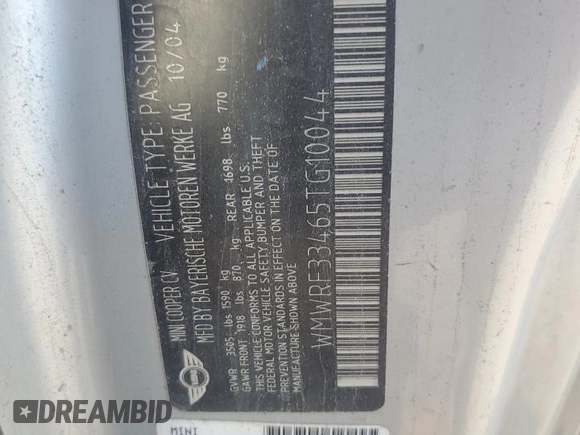 MINI COOPER CV VEHICLE TYPE: PASSENGER
MFD BY BAYERISCHE MOTOREN WERKE AG 10/04
GVWR 3505 lbs 1590 kg
GAWR FRONT 1918 lbs 870 kg REAR 1698 lbs 770 kg
THIS VEHICLE CONFORMS TO ALL APPLICABLE U.S.
FEDERAL MOTOR VEHICLE SAFETY BUMPER AND THEFT
PREVENTION STANDARDS IN EFFECT ON THE DATE OF
MANUFACTURE SHOWN ABOVE
WMWRF33465TG10044
MINI
DREAMBID